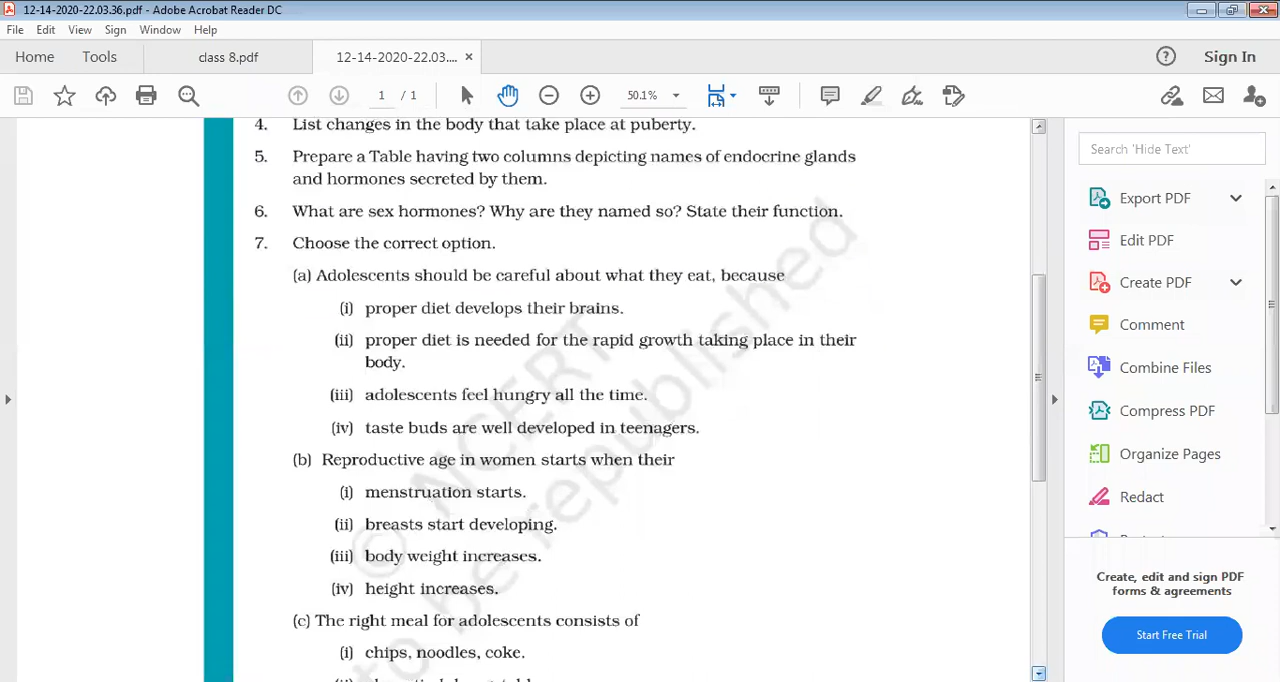 12-14-2020-22.03.36.pdf - Adobe Acrobat Reader DC
File Edit View Sign Window Help
Home Tools class 8.pdf 12-14-2020-22.03.... × Sign In
1 / 1 50.1%
4. List changes in the body that take place at puberty.
5. Prepare a Table having two columns depicting names of endocrine glands
and hormones secreted by them.
6. What are sex hormones? Why are they named so? State their function.
7. Choose the correct option.
(a) Adolescents should be careful about what they eat, because
(i) proper diet develops their brains.
(ii) proper diet is needed for the rapid growth taking place in their
body.
(iii) adolescents feel hungry all the time.
(iv) taste buds are well developed in teenagers.
(b) Reproductive age in women starts when their
(i) menstruation starts.
(ii) breasts start developing.
(iii) body weight increases.
(iv) height increases.
(c) The right meal for adolescents consists of
(i) chips, noodles, coke.
© NCERT
to be republished
Search 'Hide Text'
Export PDF
Edit PDF
Create PDF
Comment
Combine Files
Compress PDF
Organize Pages
Redact
Create, edit and sign PDF
forms & agreements
Start Free Trial